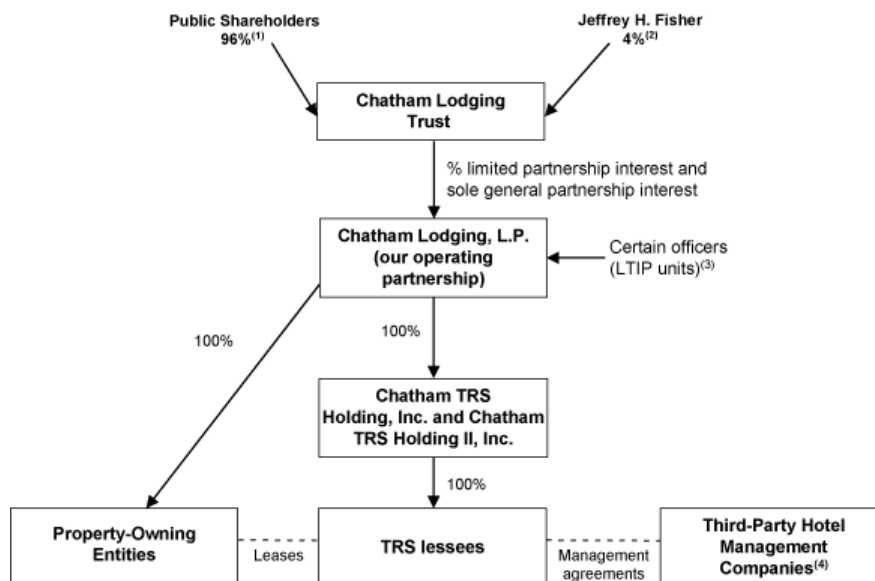 Public Shareholders
96%(1)
Jeffrey H. Fisher
4%(2)
Chatham Lodging
Trust
% limited partnership interest and
sole general partnership interest
Chatham Lodging, L.P.
(our operating
partnership)
Certain officers
(LTIP units)(3)
100%
100%
Chatham TRS
Holding, Inc. and Chatham
TRS Holding II, Inc.
100%
Property-Owning
Entities
Leases
TRS lessees
Management
agreements
Third-Party Hotel
Management
Companies(4)